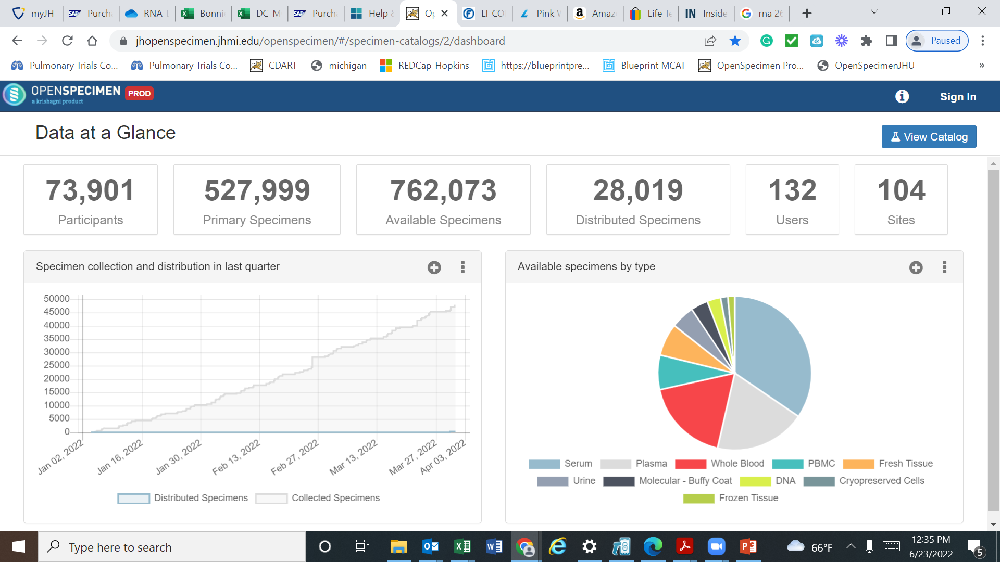 myJH
Purch
RNA-
Bonni
DC_M
Purch
Help &
Op
LI-CO
Pink
Amaz
Life Te
Inside
rna 26
jhopenspecimen.jhmi.edu/openspecimen/#/specimen-catalogs/2/dashboard
Paused
Pulmonary Trials Co...
Pulmonary Trials Co...
CDART
michigan
REDCap-Hopkins
https://blueprintpre...
Blueprint MCAT
OpenSpecimen Pro...
OpenSpecimenJHU
»
OPENSPECIMEN PROD
a krishagni product
Sign In
Data at a Glance
View Catalog
73,901
Participants
527,999
Primary Specimens
762,073
Available Specimens
28,019
Distributed Specimens
132
Users
104
Sites
Specimen collection and distribution in last quarter
50000
45000
40000
35000
30000
25000
20000
15000
10000
5000
0
Jan 02, 2022
Jan 16, 2022
Jan 30, 2022
Feb 13, 2022
Feb 27, 2022
Mar 13, 2022
Mar 27, 2022
Apr 03, 2022
Distributed Specimens Collected Specimens
Available specimens by type
Serum Plasma Whole Blood PBMC Fresh Tissue
Urine Molecular - Buffy Coat DNA Cryopreserved Cells
Frozen Tissue
Type here to search
66°F
12:35 PM
6/23/2022
5